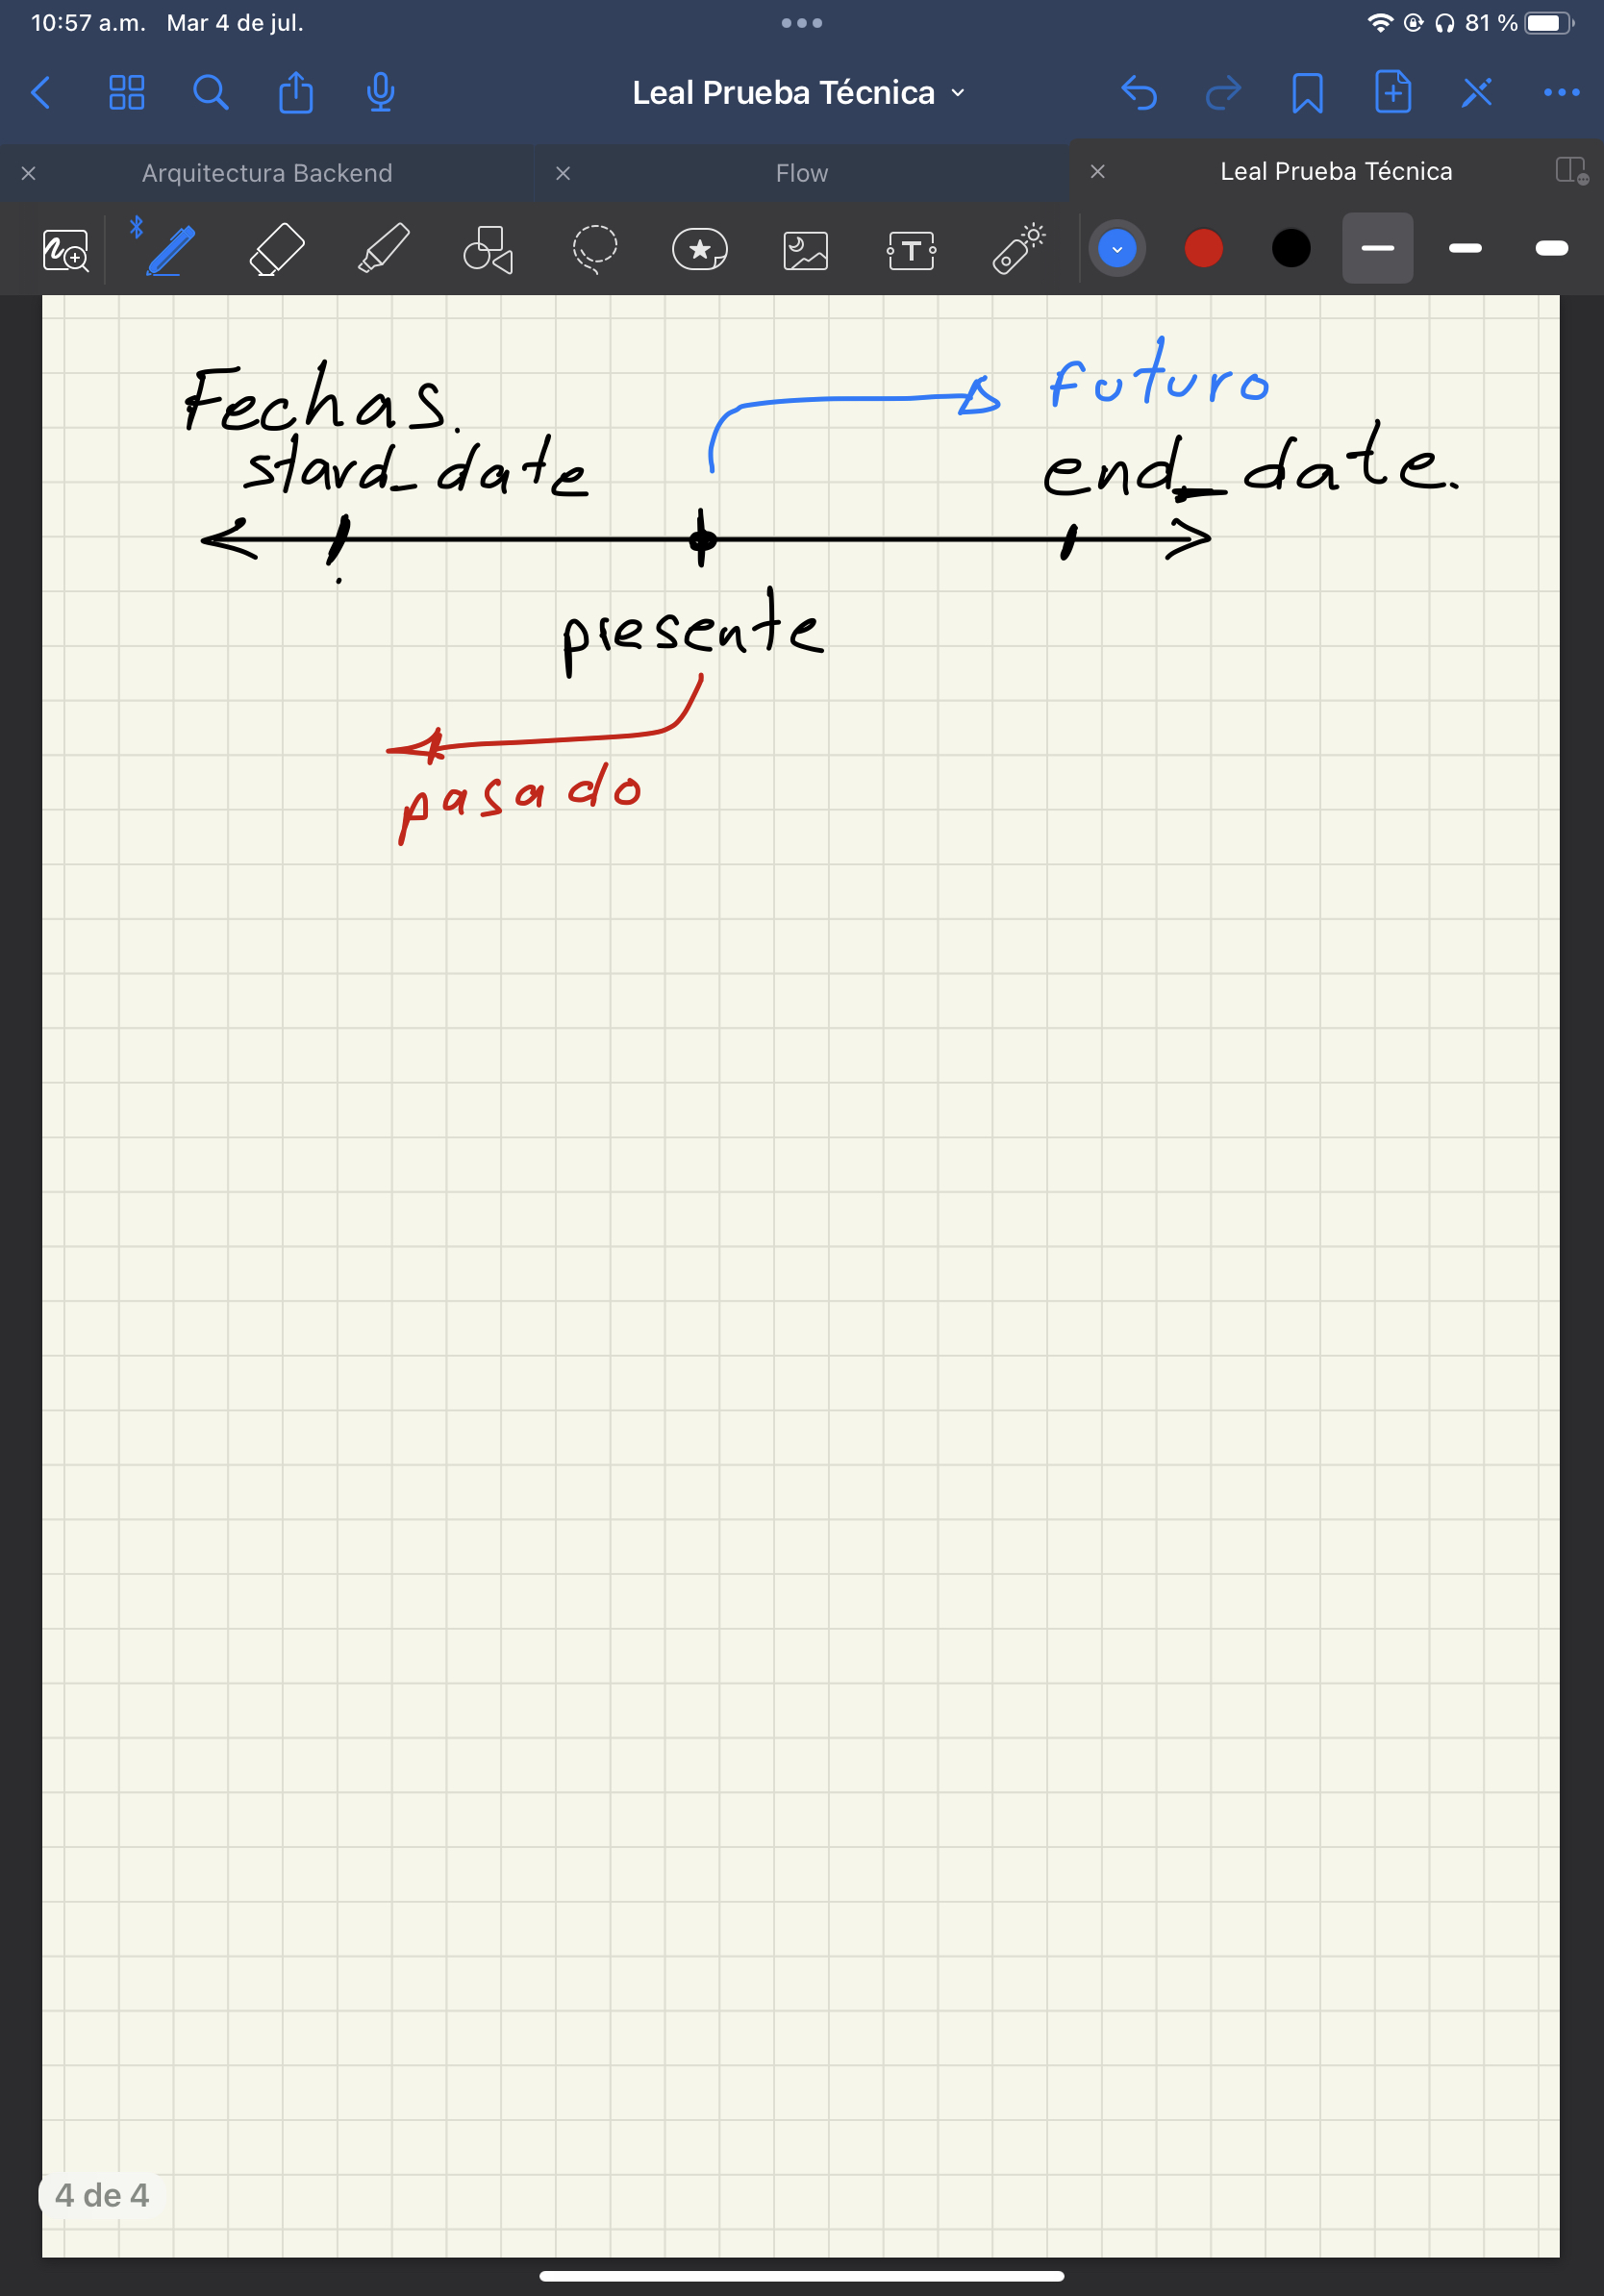 10:57 a.m. Mar 4 de jul.
81 %
Leal Prueba Técnica
Arquitectura Backend
Flow
Leal Prueba Técnica
T
Fechas.
futuro
stard_date
end_date.
presente
pasado
4 de 4